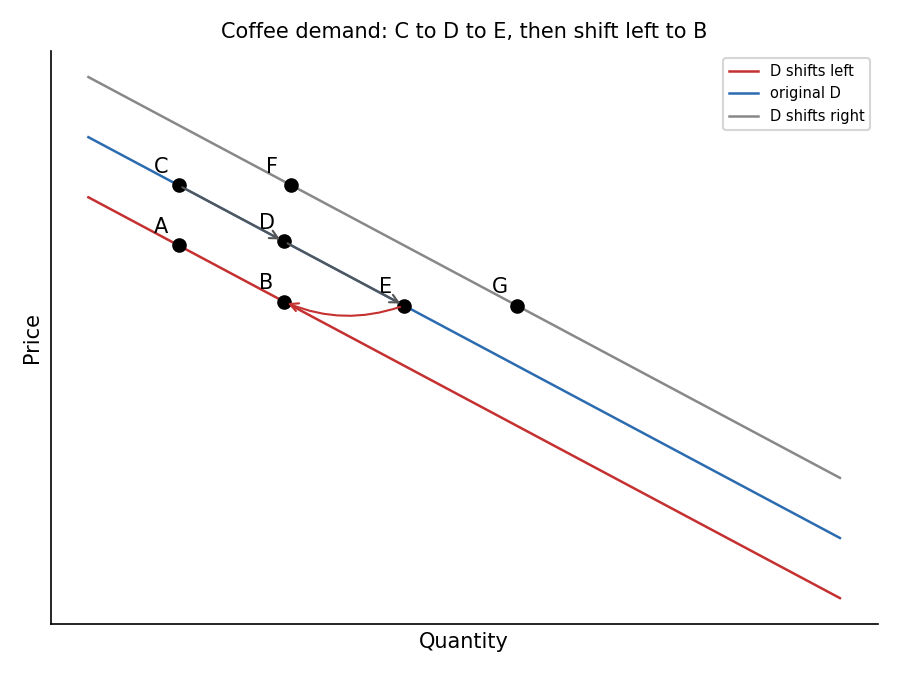 Coffee demand: C to D to E, then shift left to B
D shifts left
original D
D shifts right
C
F
A
D
B
E
G
Price
Quantity